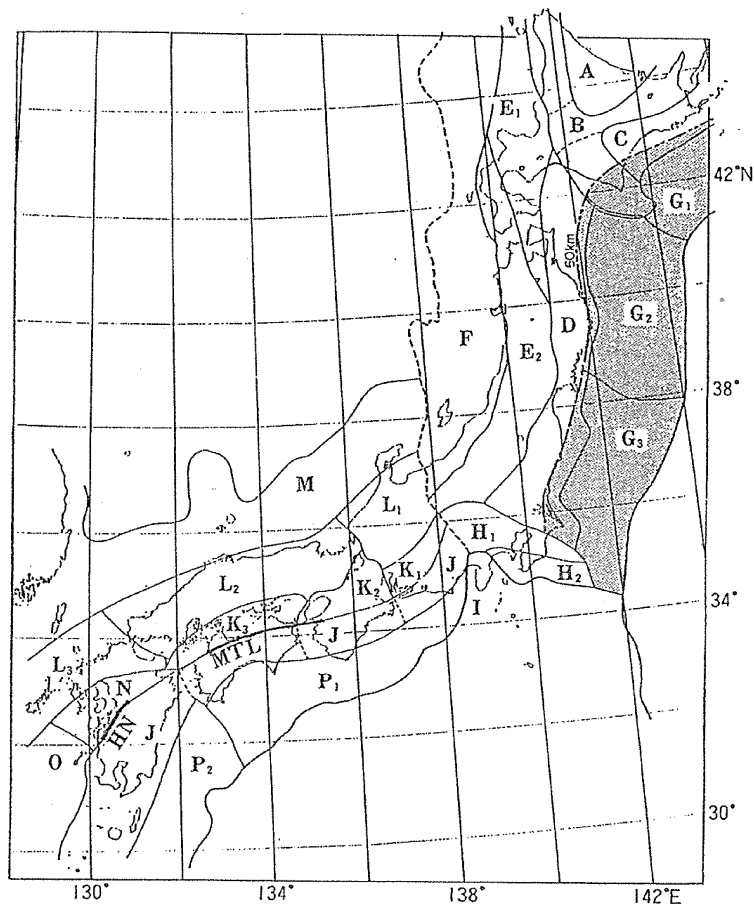 A
E₁
B
C
42°N
G₁
50km
G₂
F
D
E₂
38°
G₃
M
L₁
H₁
J
K₁
H₂
L₂
K₂
I
34°
K₃
J
MTL
L₃
P₁
N
HN
J
O
P₂
30°
130°
134°
138°
142°E